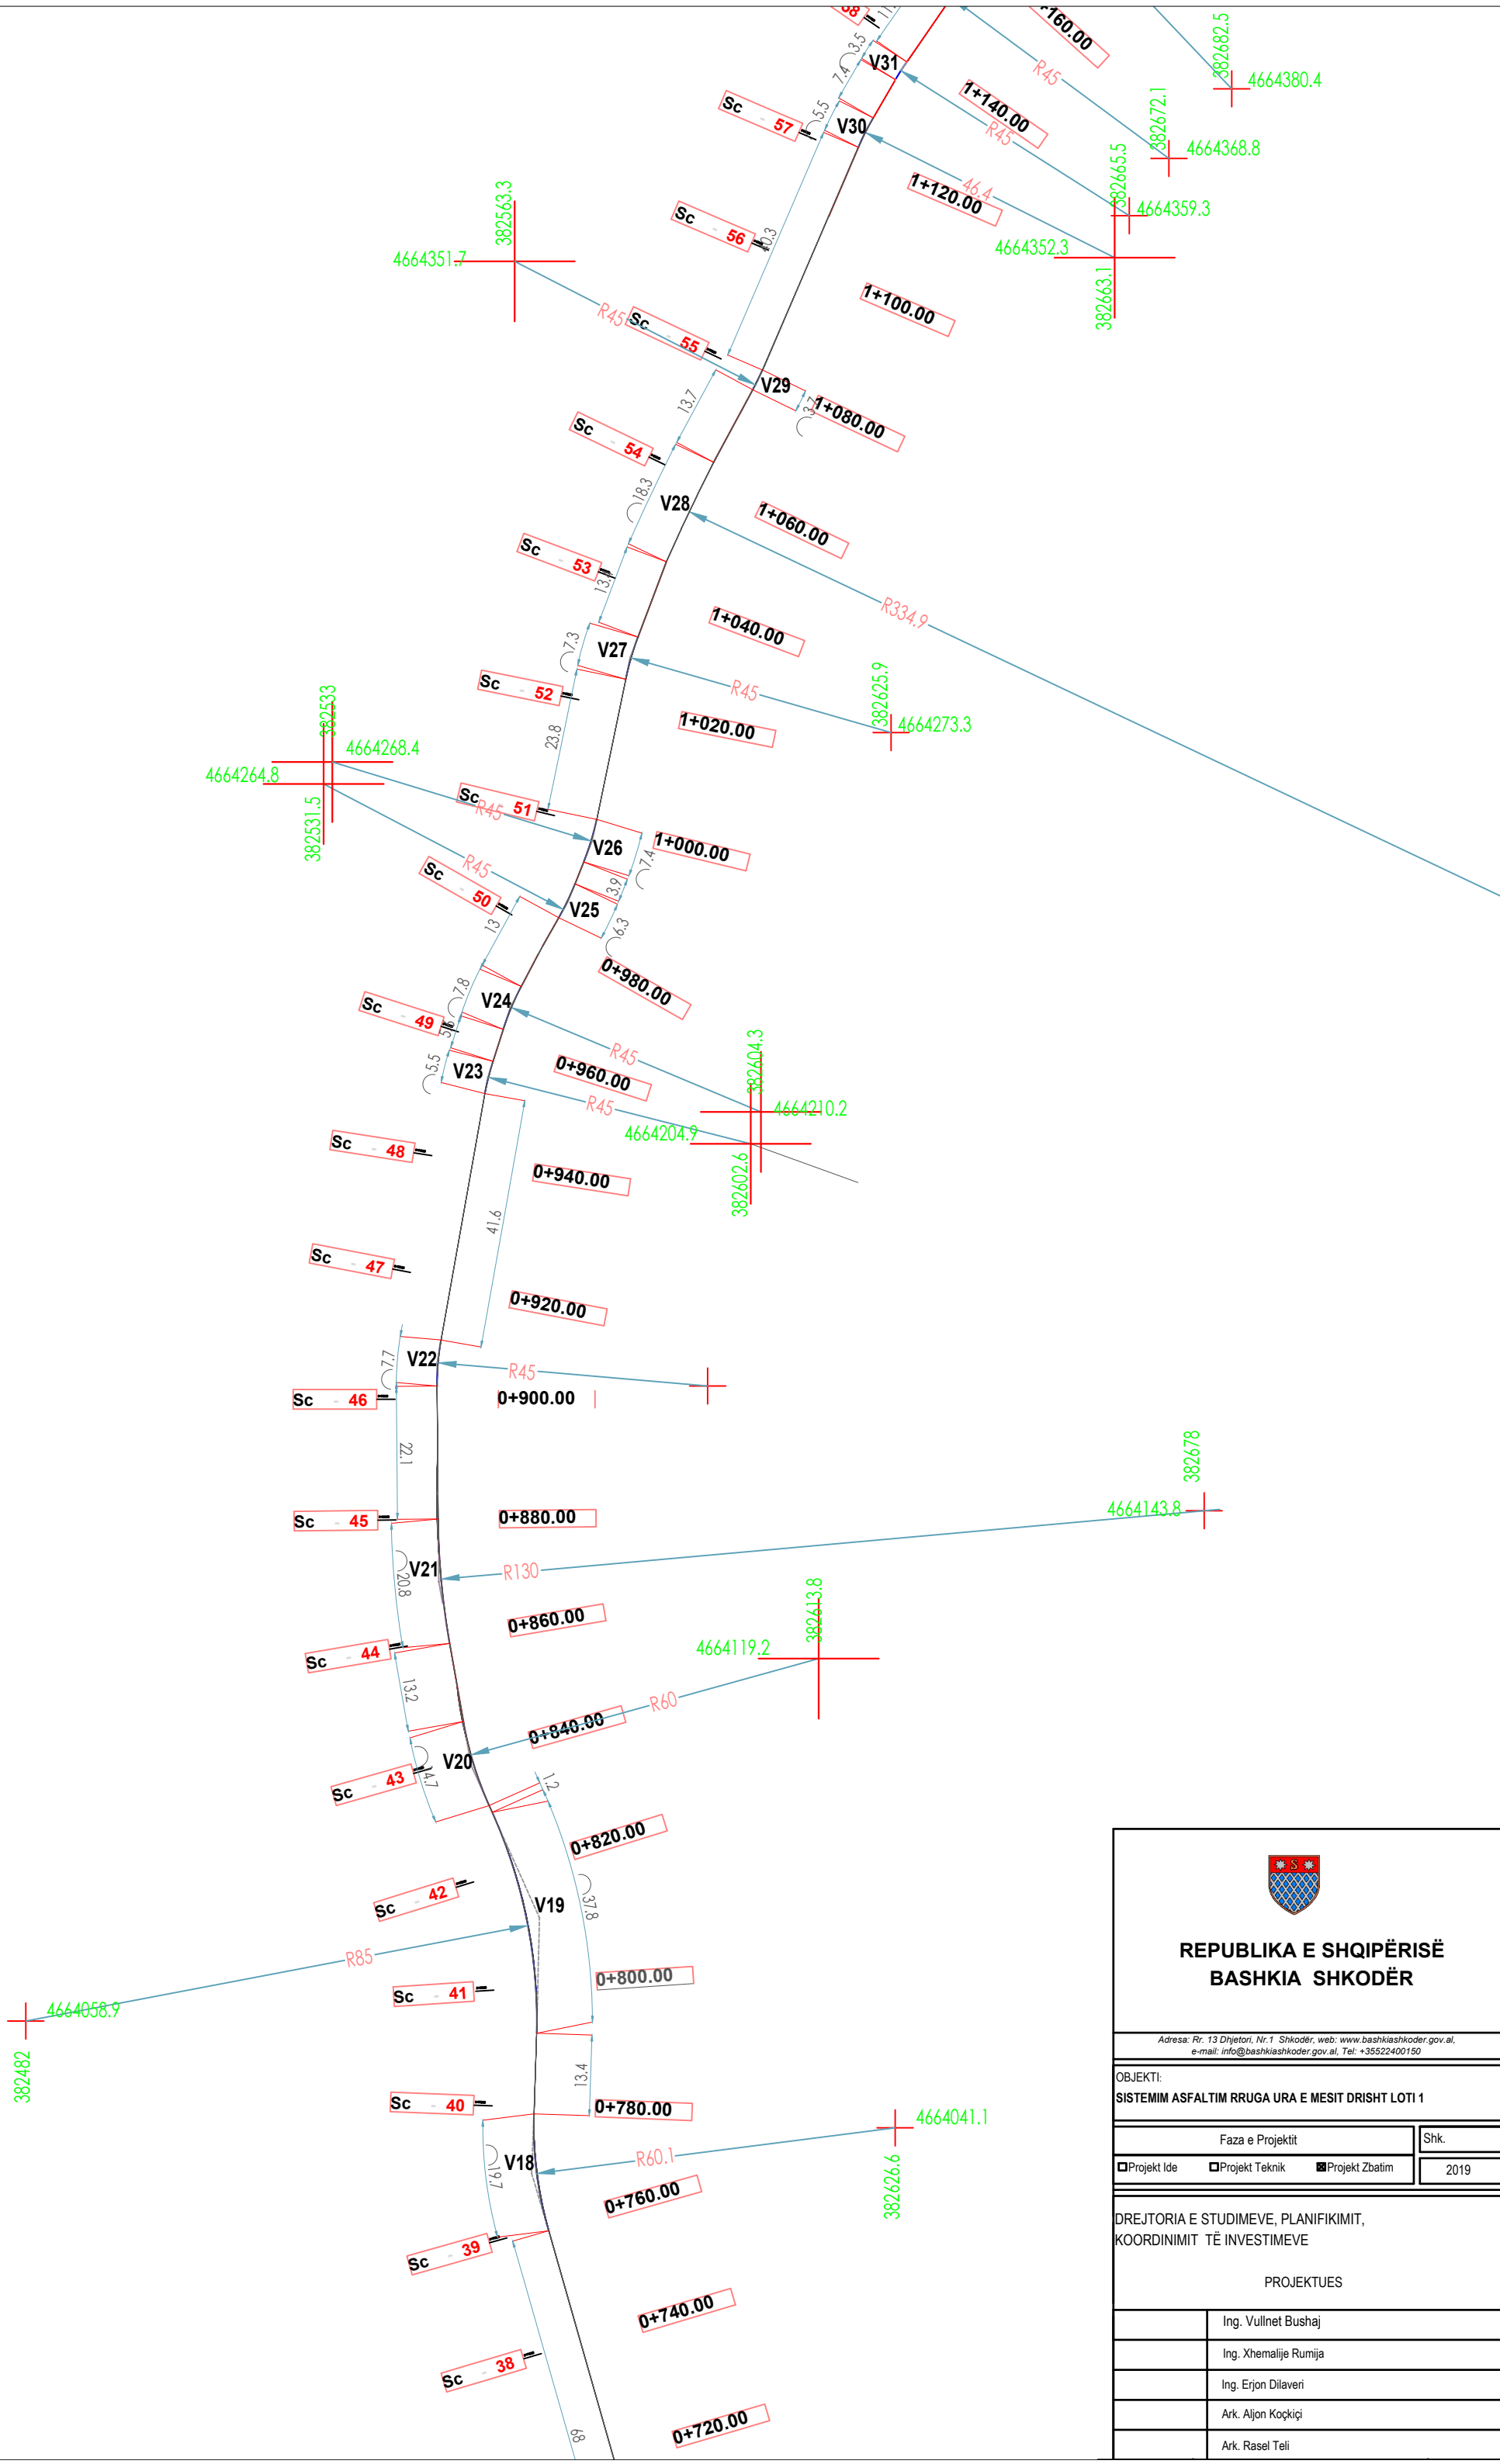 1+160.00
382682.5
4664380.4
V31
3.5
7.4
R45
1+140.00
R45
382672.1
4664368.8
Sc - 57
5.5
V30
382665.5
4664359.3
46.4
1+120.00
4664352.3
382663.1
Sc - 56
382563.3
4664351.7
1+100.00
R45
Sc - 55
V29
13.7
1+080.00
Sc - 54
18.3
V28
1+060.00
Sc - 53
R334.9
1+040.00
7.3
V27
Sc - 52
R45
382625.9
4664273.3
1+020.00
23.8
382533
4664268.4
4664264.8
382531.5
Sc - 51
R45
V26
1+000.00
7.4
R45
3.9
Sc - 50
V25
6.3
13
0+980.00
7.8
V24
Sc - 49
R45
382604.3
5.5
V23
0+960.00
R45
4664210.2
4664204.9
382602.6
Sc - 48
0+940.00
41.6
Sc - 47
0+920.00
7.7
V22
R45
Sc - 46
0+900.00
22.1
382678
4664143.8
Sc - 45
0+880.00
V21
R130
20.8
382613.8
0+860.00
Sc - 44
4664119.2
13.2
R60
0+840.00
V20
Sc - 43
1.2
0+820.00
Sc - 42
V19
37.8
R85
0+800.00
Sc - 41
4664058.9
382482
13.4
Sc - 40
0+780.00
4664041.1
V18
R60.1
19.7
382626.6
0+760.00
Sc - 39
0+740.00
Sc - 38
0+720.00
68
S
REPUBLIKA E SHQIPËRISË
BASHKIA SHKODËR
Adresa: Rr. 13 Dhjetori, Nr.1 Shkodër, web: www.bashkiashkoder.gov.al,
e-mail: info@bashkiashkoder.gov.al, Tel: +35522400150
OBJEKTI:
SISTEMIM ASFALTIM RRUGA URA E MESIT DRISHT LOTI 1
Faza e Projektit
Shk.
Projekt Ide Projekt Teknik Projekt Zbatim
2019
DREJTORIA E STUDIMEVE, PLANIFIKIMIT,
KOORDINIMIT TË INVESTIMEVE
PROJEKTUES
Ing. Vullnet Bushaj
Ing. Xhemalije Rumija
Ing. Erjon Dilaveri
Ark. Aljon Koçkiçi
Ark. Rasel Teli